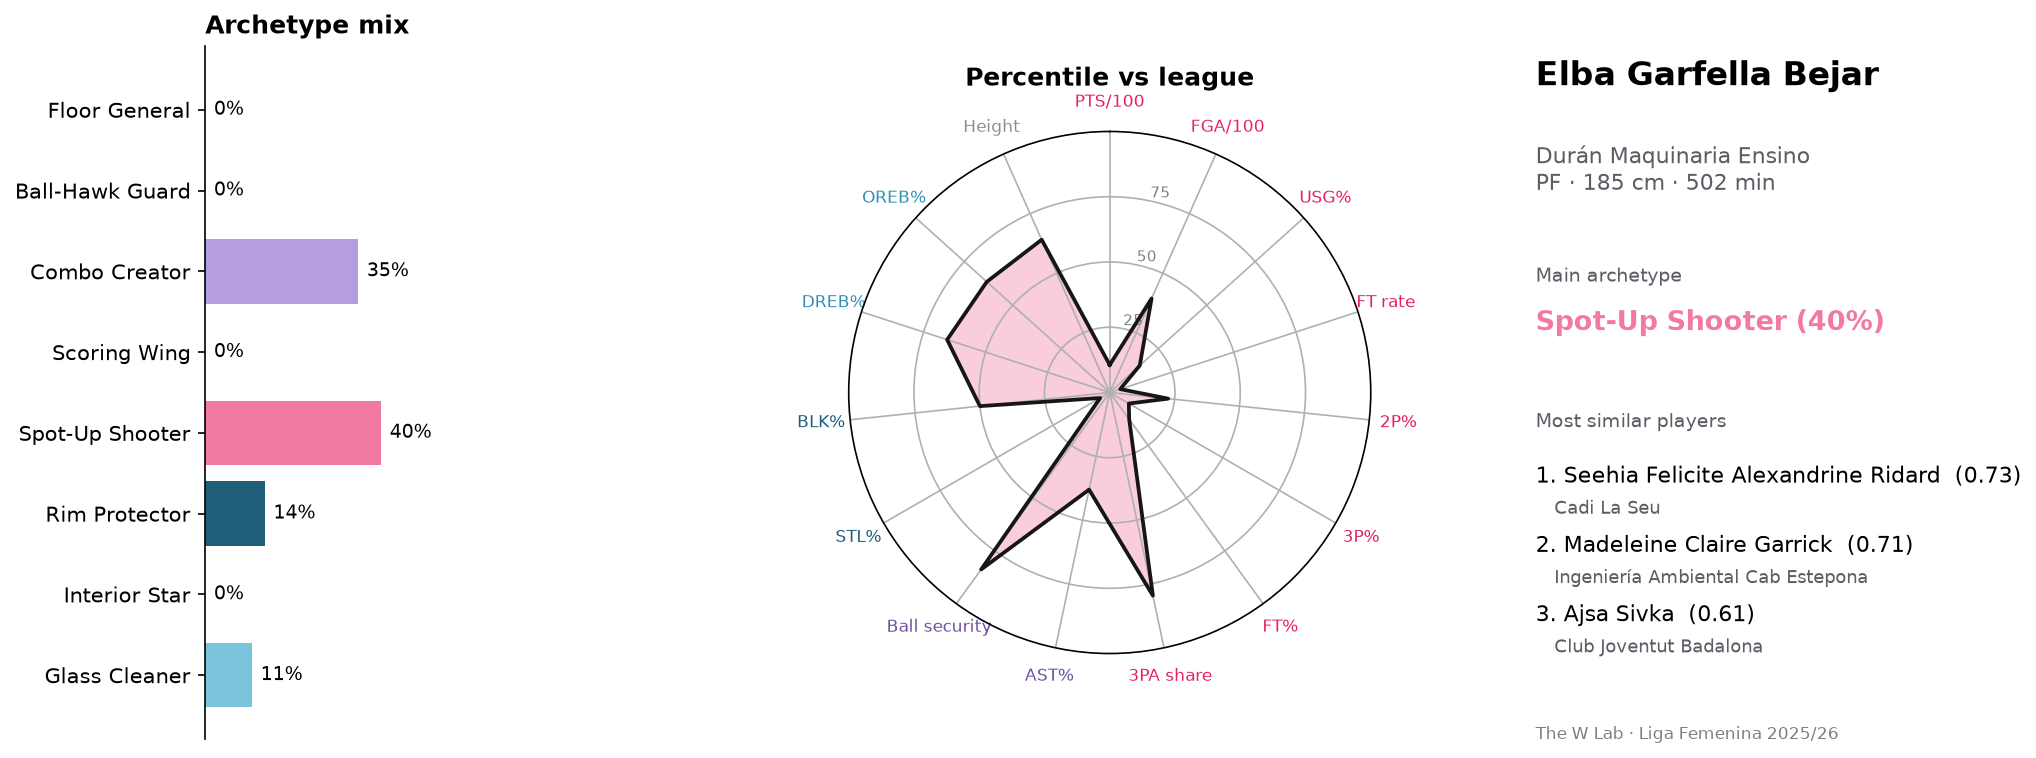 Archetype mix
Floor General
0%
Ball-Hawk Guard
0%
Combo Creator
35%
Scoring Wing
0%
Spot-Up Shooter
40%
Rim Protector
14%
Interior Star
0%
Glass Cleaner
11%
Percentile vs league
PTS/100
FGA/100
USG%
FT rate
2P%
3P%
FT%
3PA share
AST%
Ball security
STL%
BLK%
DREB%
OREB%
Height
25
50
75
Elba Garfella Bejar
Durán Maquinaria Ensino
PF · 185 cm · 502 min
Main archetype
Spot-Up Shooter (40%)
Most similar players
1. Seehia Felicite Alexandrine Ridard (0.73)
Cadi La Seu
2. Madeleine Claire Garrick (0.71)
Ingeniería Ambiental Cab Estepona
3. Ajsa Sivka (0.61)
Club Joventut Badalona
The W Lab · Liga Femenina 2025/26